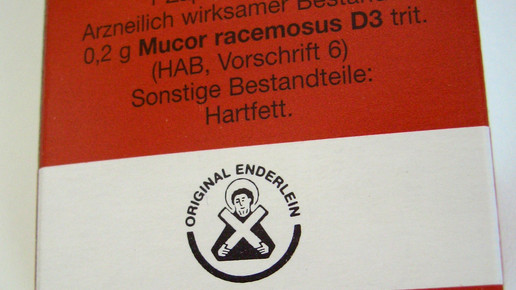 Arzneilich wirksamer
0,2 g Mucor racemosus D3 trit.
(HAB, Vorschrift 6)
Sonstige Bestandteile:
Hartfett.
ORIGINAL ENDERLEIN